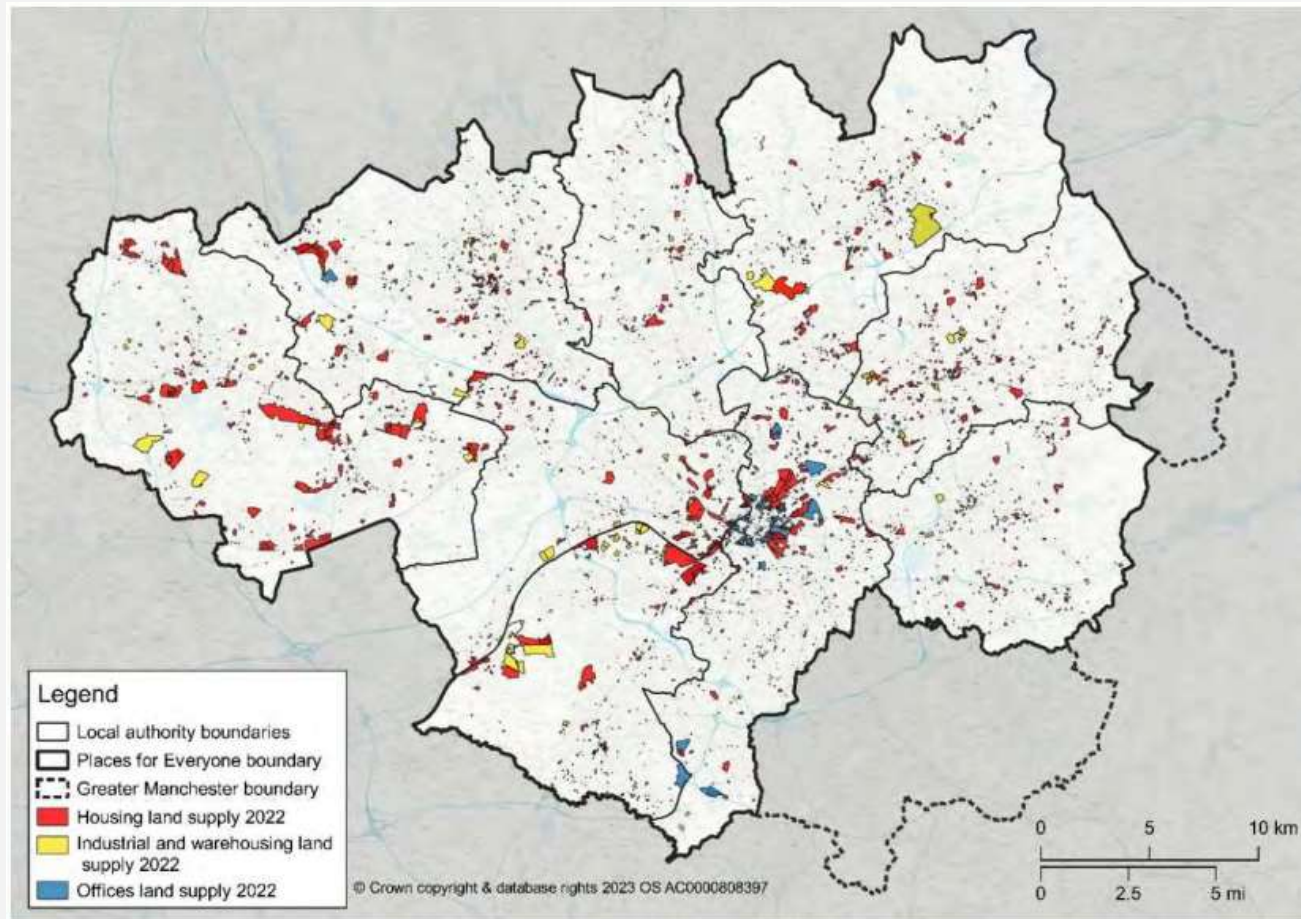 Legend
Local authority boundaries
Places for Everyone boundary
Greater Manchester boundary
Housing land supply 2022
Industrial and warehousing land
supply 2022
Offices land supply 2022
© Crown copyright & database rights 2023 OS AC0000808397
0 5 10 km
0 2.5 5 mi